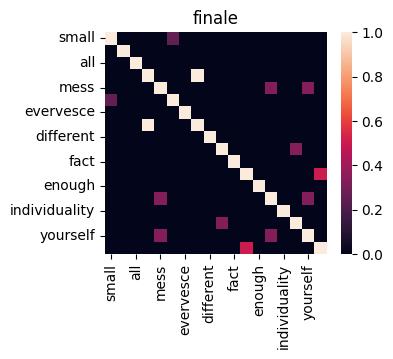 finale
small
all
mess
evervesce
different
fact
enough
individuality
yourself
small
all
mess
evervesce
different
fact
enough
individuality
yourself
1.0
0.8
0.6
0.4
0.2
0.0